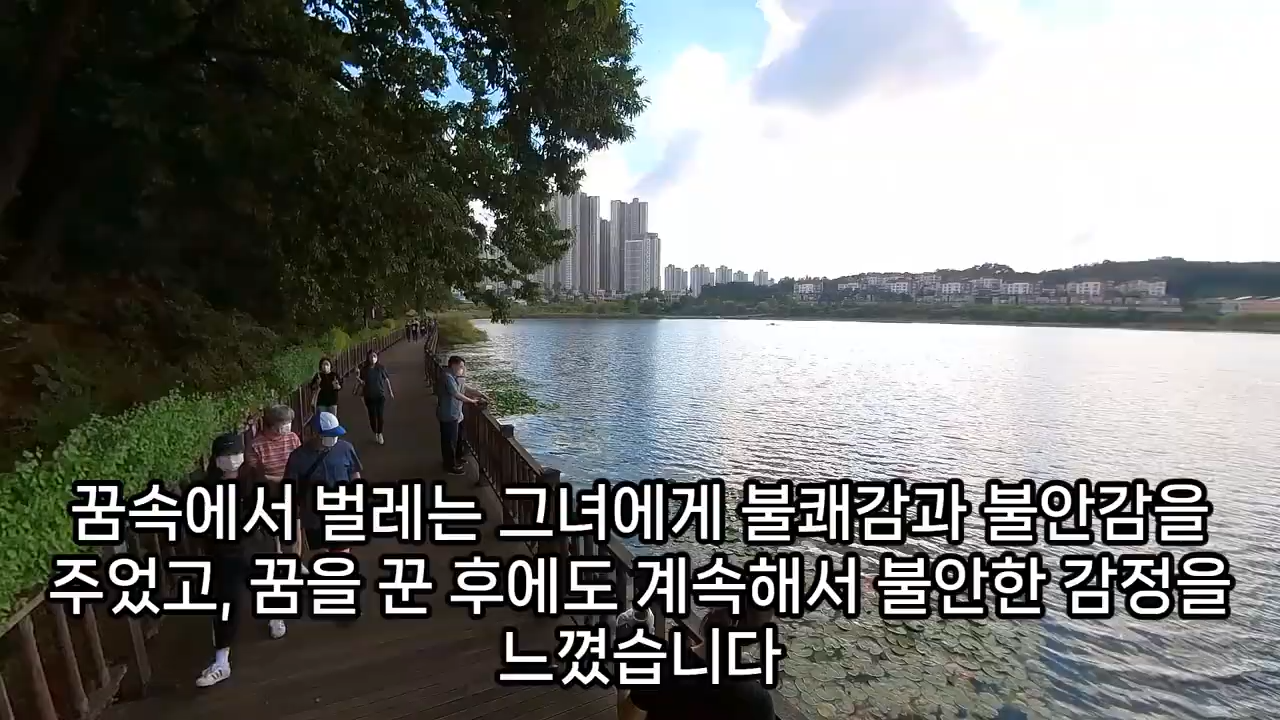 꿈속에서 벌레는 그녀에게 불쾌감과 불안감을
주었고, 꿈을 꾼 후에도 계속해서 불안한 감정을
느꼈습니다